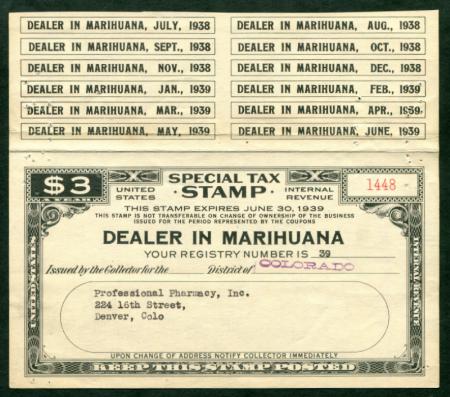 DEALER IN MARIHUANA, JULY, 1938 DEALER IN MARIHUANA, AUG., 1938
DEALER IN MARIHUANA, SEPT., 1938 DEALER IN MARIHUANA, OCT., 1938
DEALER IN MARIHUANA, NOV., 1938 DEALER IN MARIHUANA, DEC., 1938
DEALER IN MARIHUANA, JAN., 1939 DEALER IN MARIHUANA, FEB., 1939
DEALER IN MARIHUANA, MAR., 1939 DEALER IN MARIHUANA, APR., 1939
DEALER IN MARIHUANA, MAY, 1939 DEALER IN MARIHUANA, JUNE, 1939
$3
A YEAR
UNITED STATES
SPECIAL TAX
STAMP
INTERNAL REVENUE
1448
THIS STAMP EXPIRES JUNE 30, 1939
THIS STAMP IS NOT TRANSFERABLE ON CHANGE OF OWNERSHIP OF THE BUSINESS
ISSUED FOR THE PERIOD REPRESENTED BY THE COUPONS
DEALER IN MARIHUANA
YOUR REGISTRY NUMBER IS 39
Issued by the Collector for the District of COLORADO
UNITED STATES
INTERNAL REVENUE
Professional Pharmacy, Inc.
224 16th Street,
Denver, Colo
UPON CHANGE OF ADDRESS NOTIFY COLLECTOR IMMEDIATELY
KEEP THIS STAMP POSTED